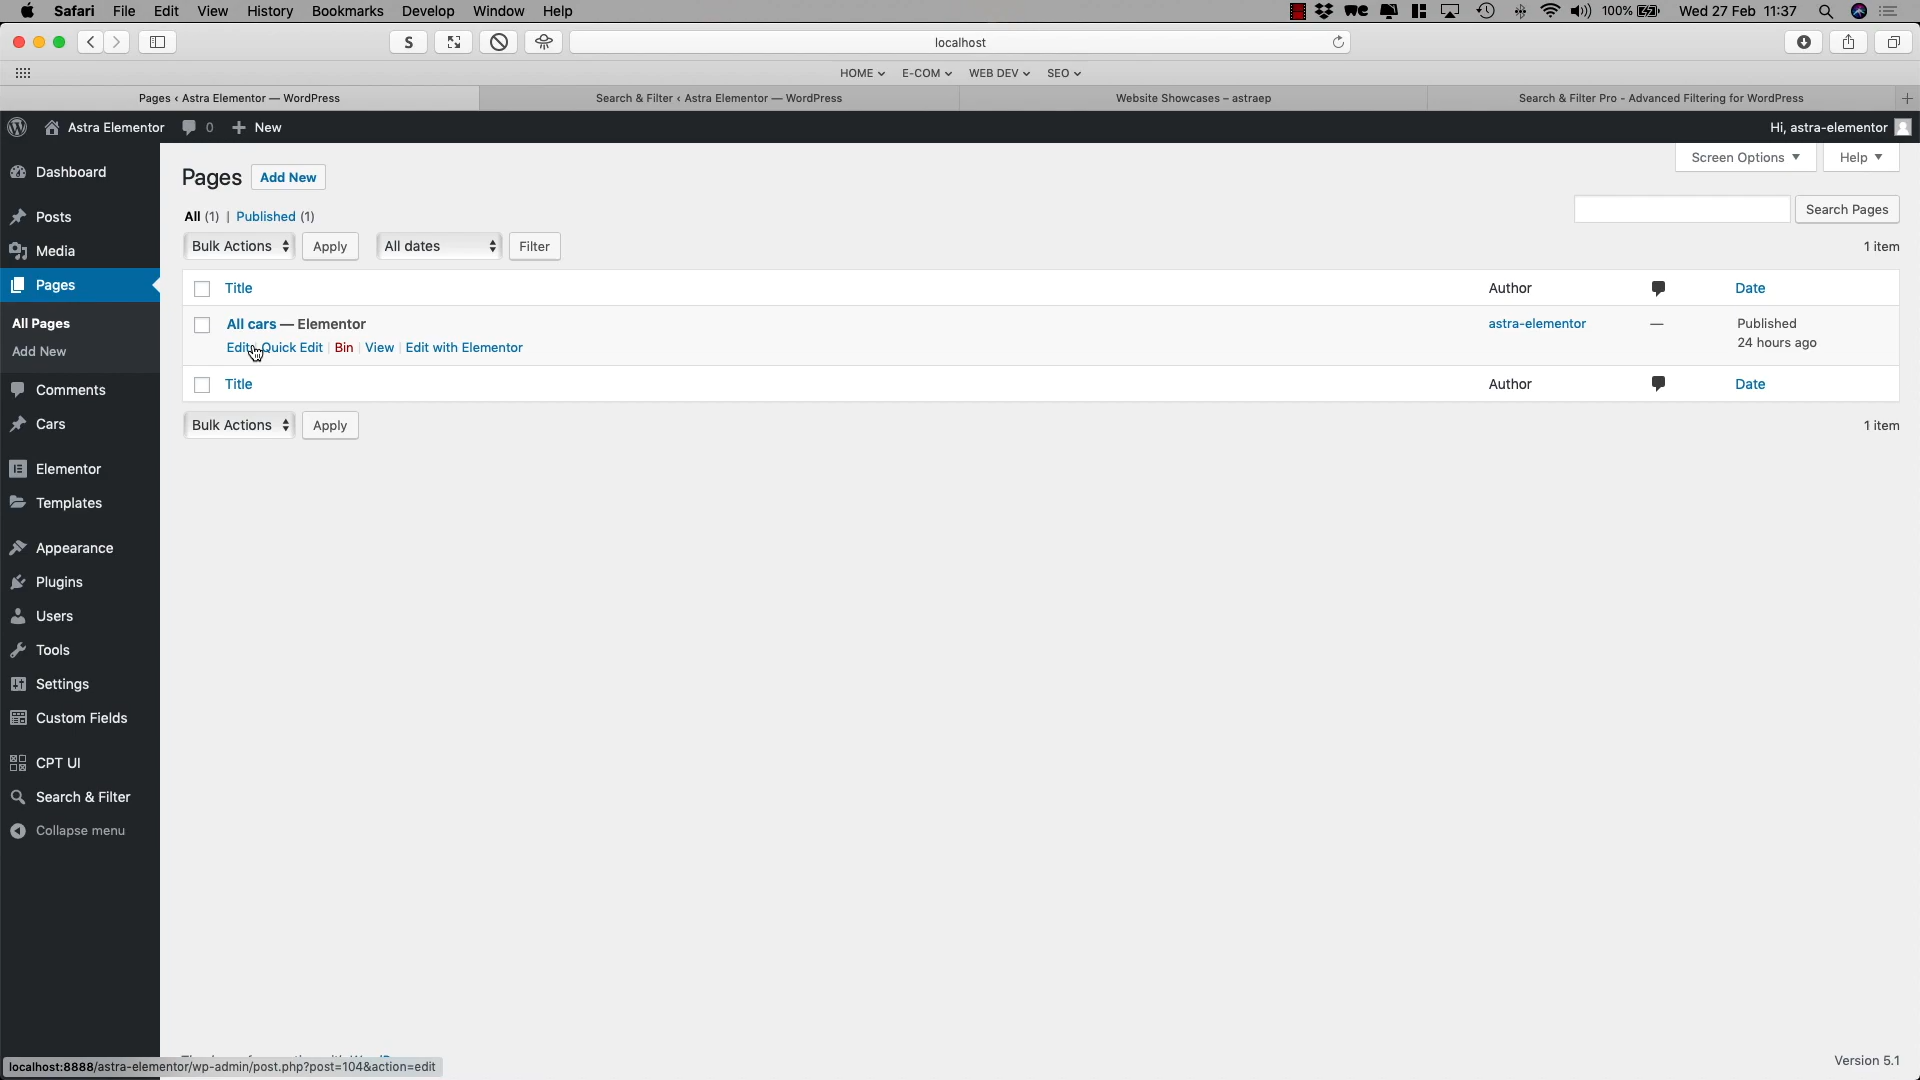 Safari File Edit View History Bookmarks Develop Window Help 100% Wed 27 Feb 11:37
S localhost
HOME E-COM WEB DEV SEO
Pages ‹ Astra Elementor — WordPress Search & Filter ‹ Astra Elementor — WordPress Website Showcases – astraep Search & Filter Pro - Advanced Filtering for WordPress
Astra Elementor 0 + New Hi, astra-elementor
Screen Options Help
Dashboard
Posts
Media
Pages
All Pages
Add New
Comments
Cars
Elementor
Templates
Appearance
Plugins
Users
Tools
Settings
Custom Fields
CPT UI
Search & Filter
Collapse menu
Pages Add New
All (1) | Published (1)
Search Pages
Bulk Actions Apply All dates Filter 1 item
Title Author Date
All cars — Elementor astra-elementor — Published
Edit Quick Edit | Bin | View | Edit with Elementor 24 hours ago
Title Author Date
Bulk Actions Apply 1 item
localhost:8888/astra-elementor/wp-admin/post.php?post=104&action=edit
Version 5.1